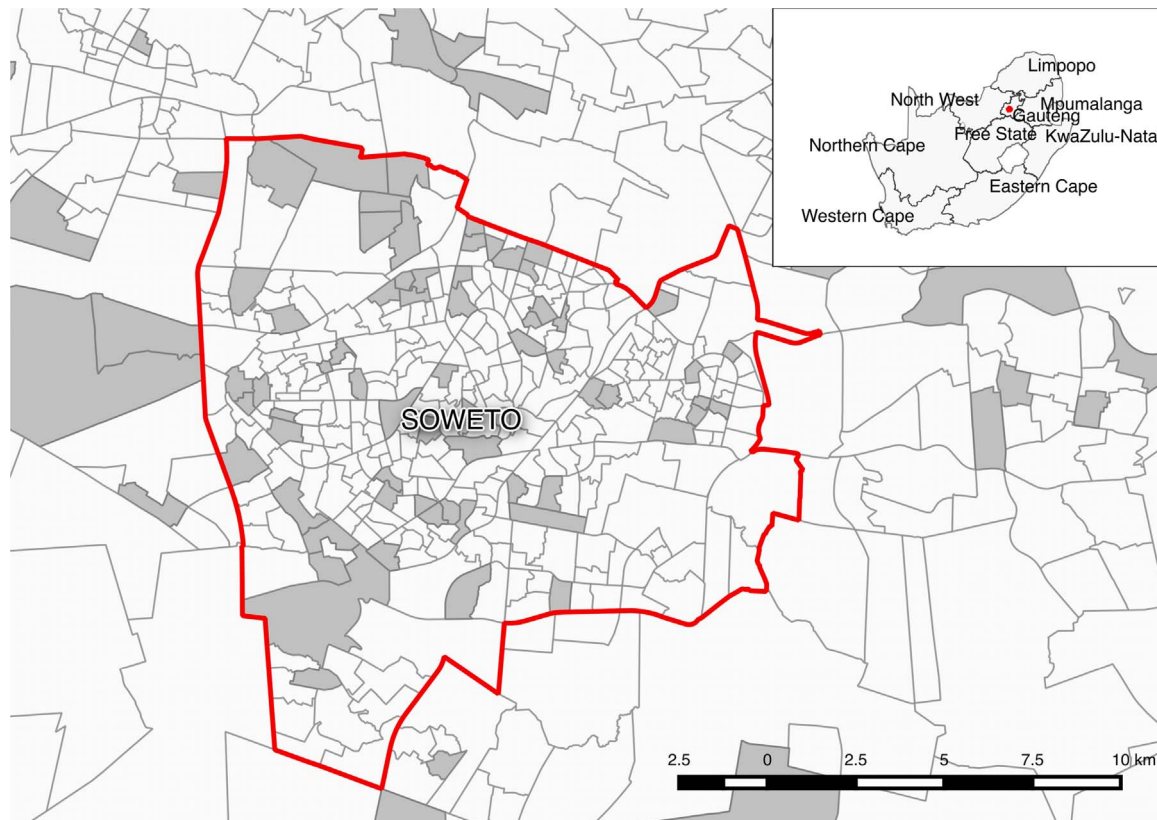 Limpopo
North West
Mpumalanga
Gauteng
Free State
KwaZulu-Nata
Northern Cape
Eastern Cape
Western Cape
SOWETO
2.5 0 2.5 5 7.5 10 km